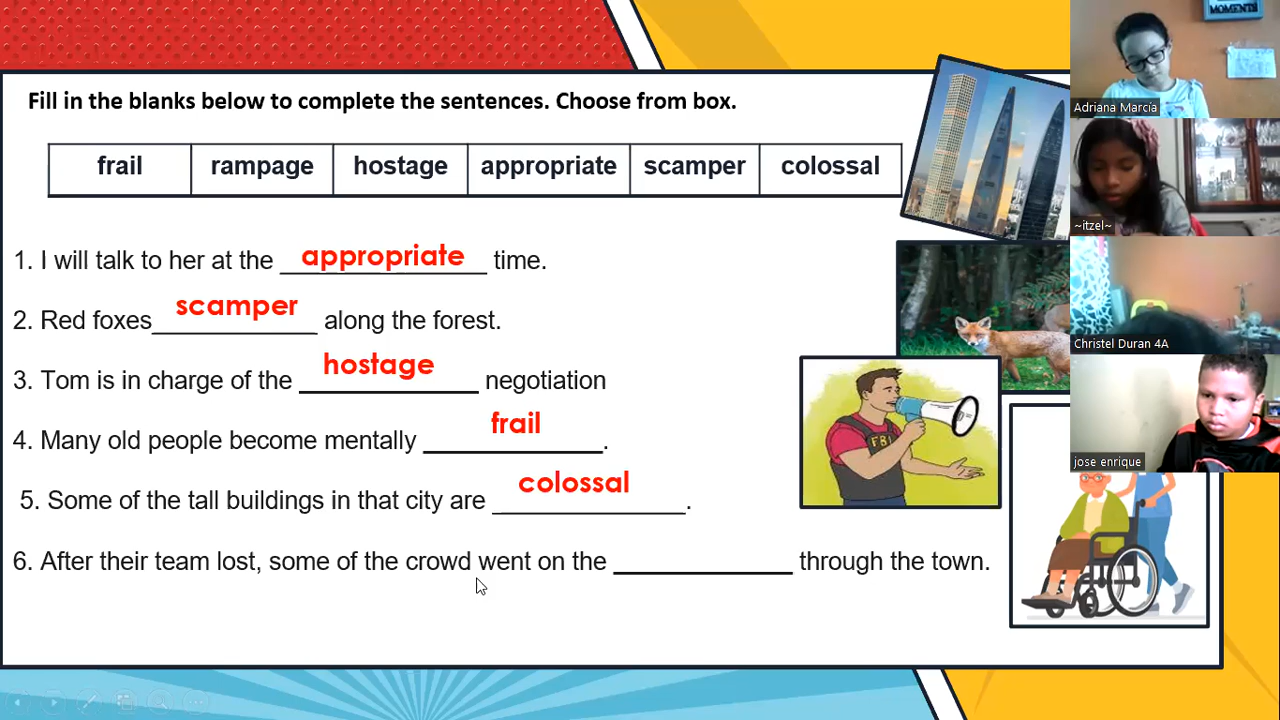 Fill in the blanks below to complete the sentences. Choose from box.
frail rampage hostage appropriate scamper colossal
1. I will talk to her at the appropriate time.
2. Red foxes scamper along the forest.
3. Tom is in charge of the hostage negotiation
4. Many old people become mentally frail.
5. Some of the tall buildings in that city are colossal.
6. After their team lost, some of the crowd went on the ____________ through the town.
FBI
MOMENTS
Adriana Marcía
~itzel~
Christel Duran 4A
jose enrique